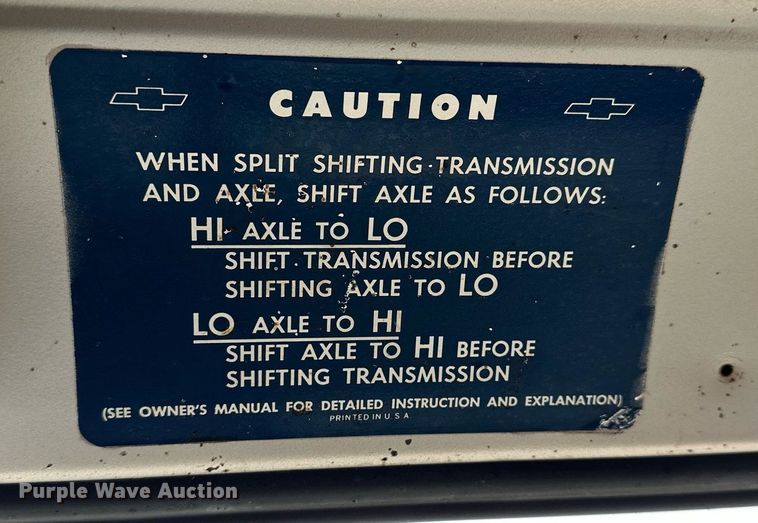 CAUTION
WHEN SPLIT SHIFTING TRANSMISSION
AND AXLE, SHIFT AXLE AS FOLLOWS:
HI AXLE TO LO
SHIFT TRANSMISSION BEFORE
SHIFTING AXLE TO LO
LO AXLE TO HI
SHIFT AXLE TO HI BEFORE
SHIFTING TRANSMISSION
(SEE OWNER'S MANUAL FOR DETAILED INSTRUCTION AND EXPLANATION)
PRINTED IN U.S.A.
Purple Wave Auction